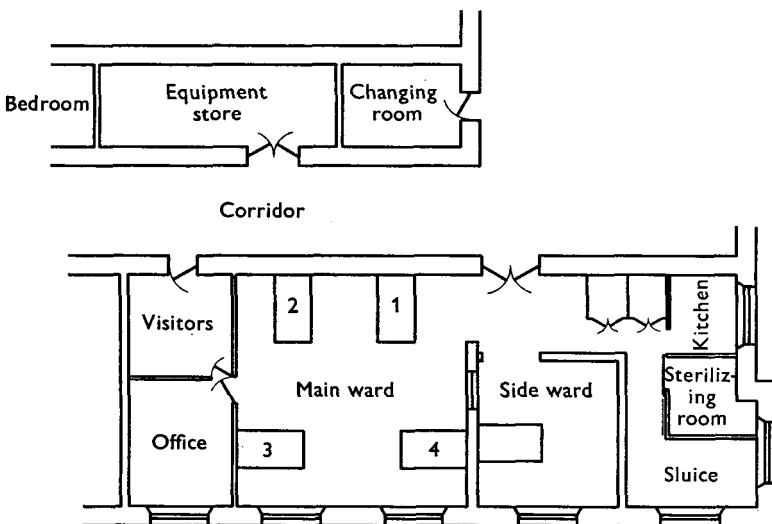 Bedroom
Equipment
store
Changing
room
Corridor
Visitors
2
1
Kitchen
Main ward
Side ward
Steriliz-
ing
room
Office
3
4
Sluice